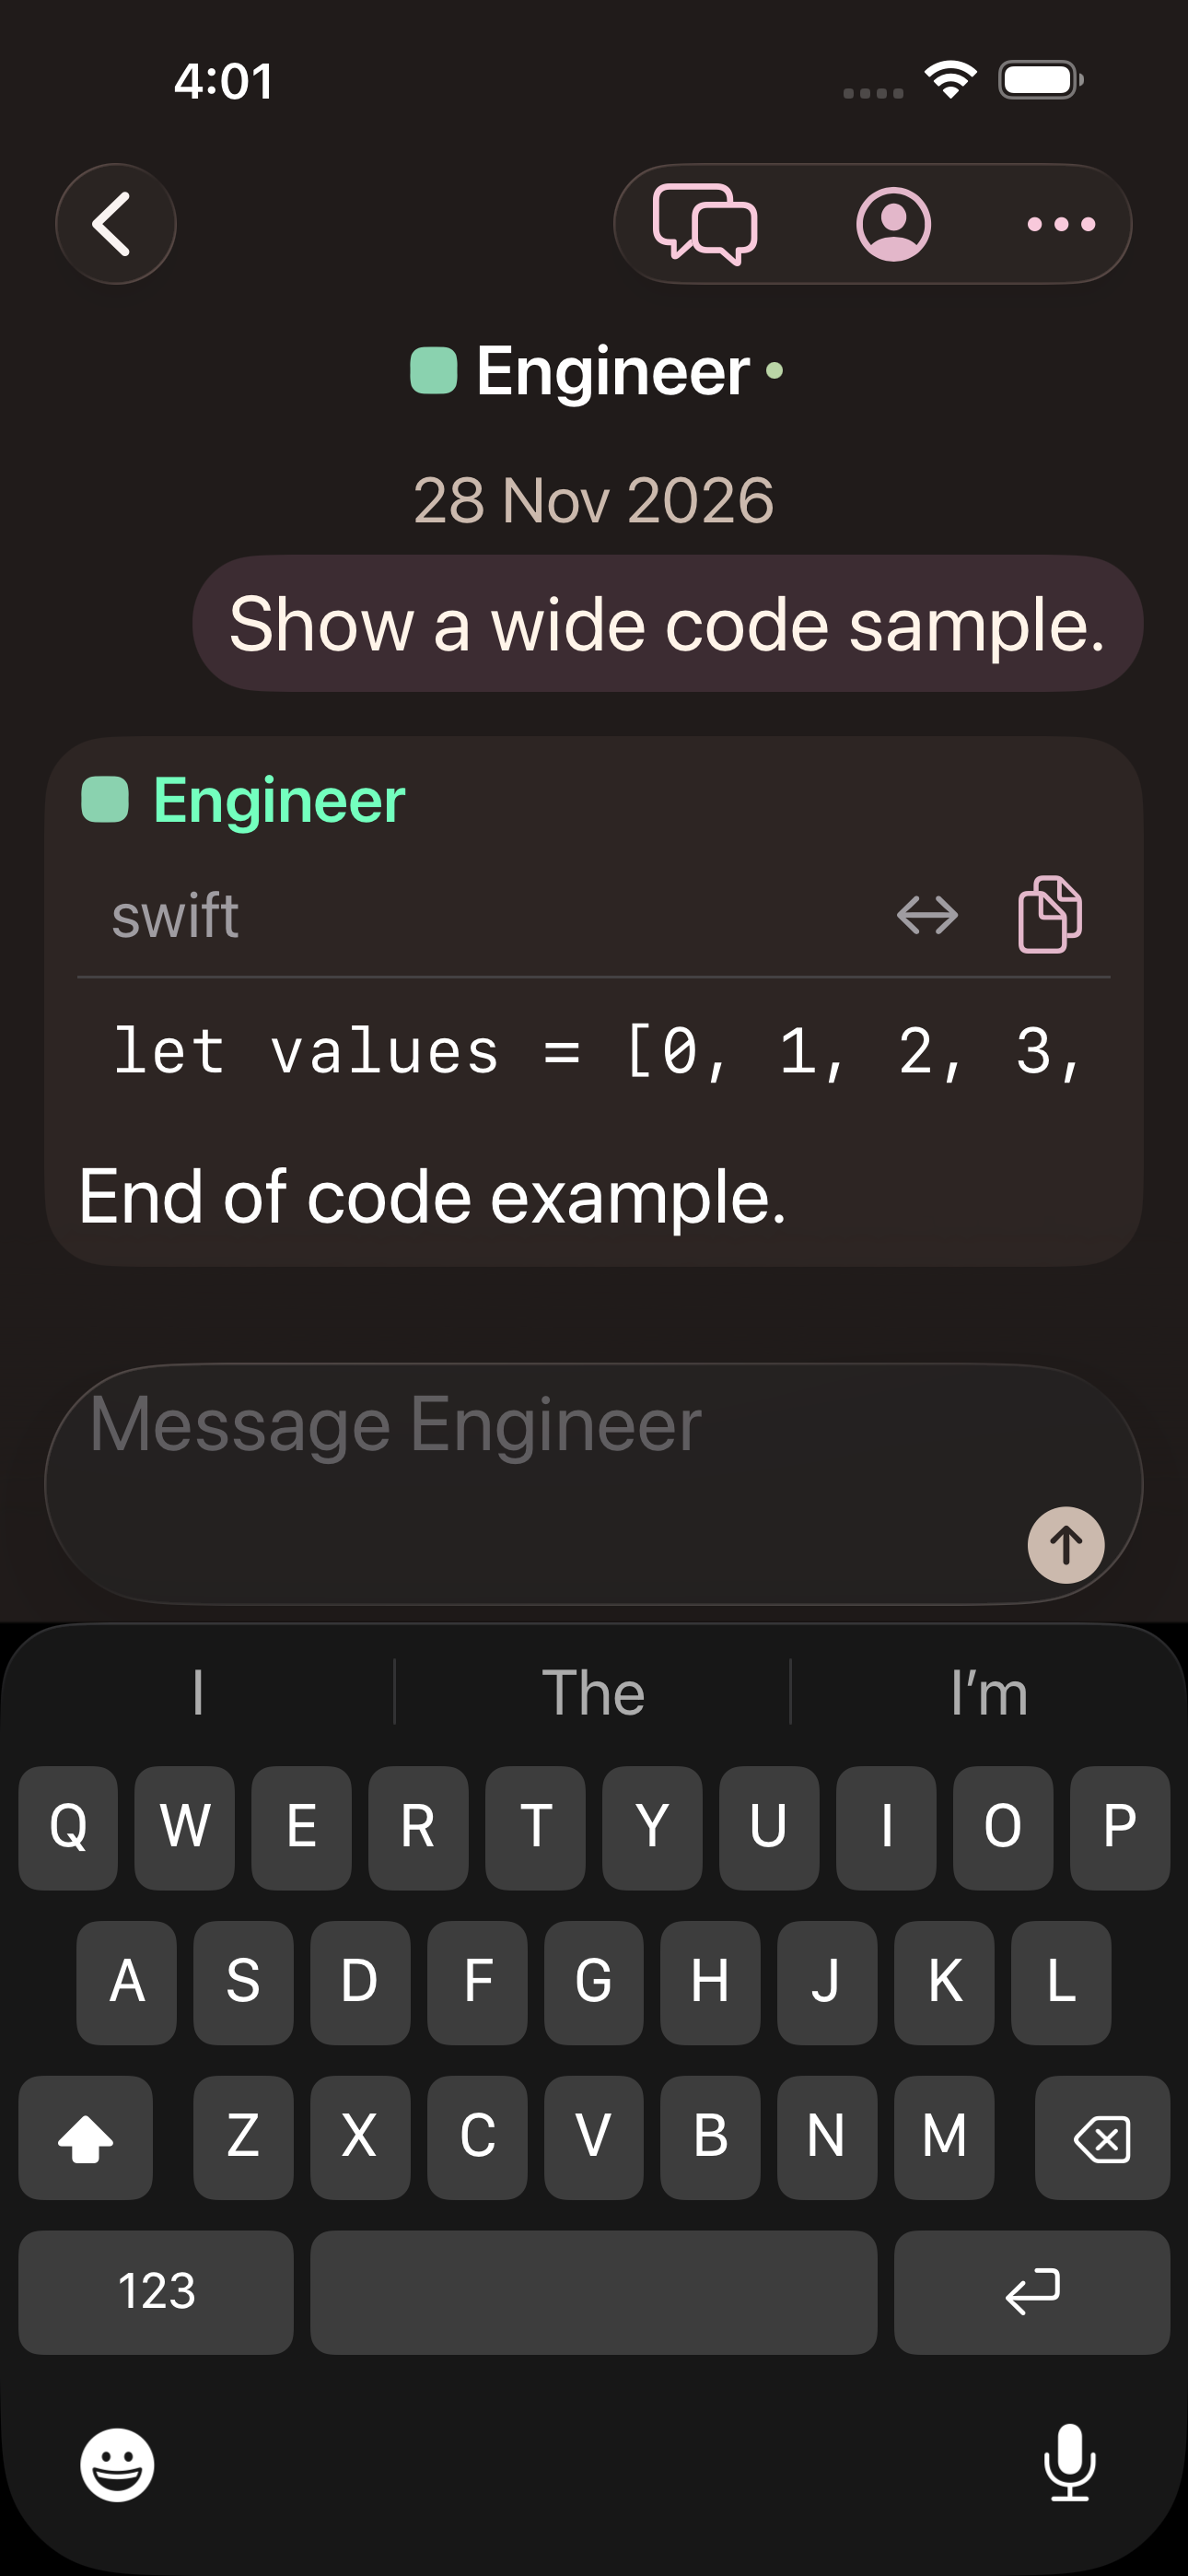 4:01
Engineer
28 Nov 2026
Show a wide code sample.
Engineer
swift
let values = [0, 1, 2, 3,
End of code example.
Message Engineer
I The I’m
Q W E R T Y U I O P
A S D F G H J K L
Z X C V B N M
123